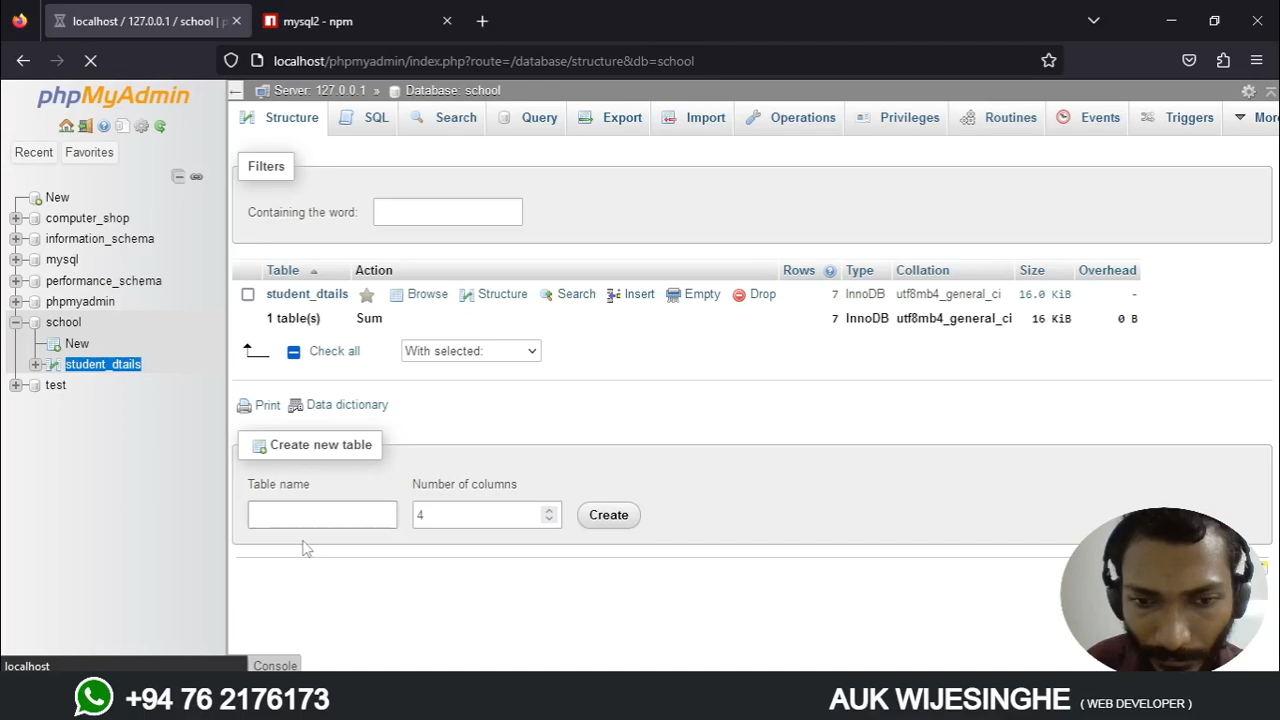 localhost / 127.0.0.1 / school | p
mysql2 - npm
localhost/phpmyadmin/index.php?route=/database/structure&db=school
phpMyAdmin
Recent
Favorites
New
computer_shop
information_schema
mysql
performance_schema
phpmyadmin
school
New
student_dtails
test
Server: 127.0.0.1 » Database: school
Structure SQL Search Query Export Import Operations Privileges Routines Events Triggers More
Filters
Containing the word:
Table Action Rows Type Collation Size Overhead
student_dtails Browse Structure Search Insert Empty Drop 7 InnoDB utf8mb4_general_ci 16.0 KiB -
1 table(s) Sum 7 InnoDB utf8mb4_general_ci 16 KiB 0 B
Check all With selected:
Print Data dictionary
Create new table
Table name Number of columns
4 Create
Console
localhost
+94 76 2176173
AUK WIJESINGHE ( WEB DEVELOPER )